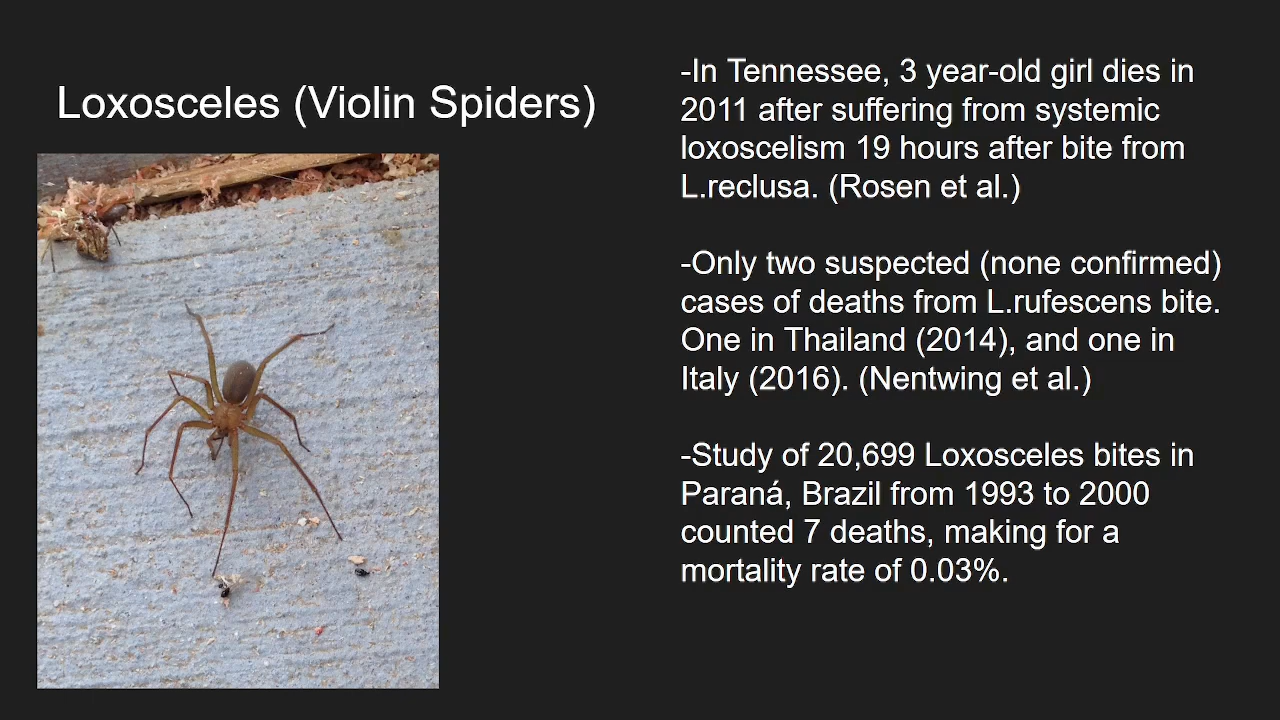 Loxosceles (Violin Spiders)
-In Tennessee, 3 year-old girl dies in
2011 after suffering from systemic
loxoscelism 19 hours after bite from
L.reclusa. (Rosen et al.)
-Only two suspected (none confirmed)
cases of deaths from L.rufescens bite.
One in Thailand (2014), and one in
Italy (2016). (Nentwing et al.)
-Study of 20,699 Loxosceles bites in
Paraná, Brazil from 1993 to 2000
counted 7 deaths, making for a
mortality rate of 0.03%.